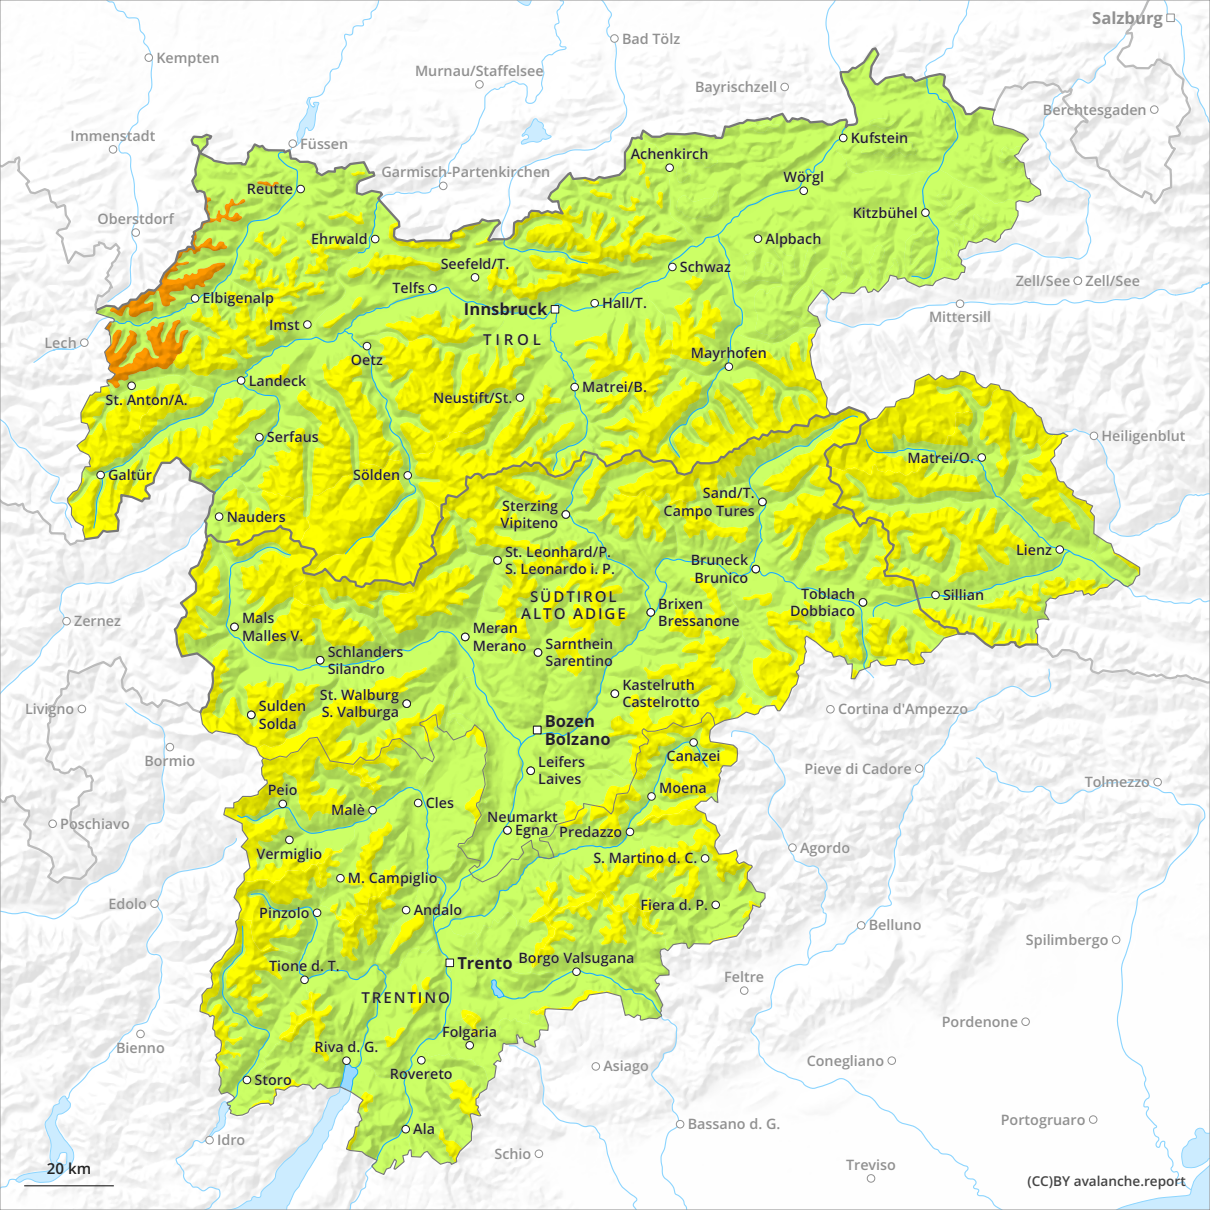 Salzburg
Bad Tölz
Kempten
Murnau/Staffelsee
Bayrischzell
Berchtesgaden
Immenstadt
Füssen
Kufstein
Achenkirch
Garmisch-Partenkirchen
Wörgl
Reutte
Oberstdorf
Kitzbühel
Ehrwald
Alpbach
Seefeld/T.
Schwaz
Zell/See
Zell/See
Telfs
Elbigenalp
Innsbruck
Hall/T.
Mittersill
Imst
Lech
TIROL
Oetz
Mayrhofen
Landeck
Matrei/B.
St. Anton/A.
Neustift/St.
Serfaus
Heiligenblut
Matrei/O.
Galtür
Sölden
Sand/T.
Campo Tures
Sterzing
Vipiteno
Nauders
Lienz
St. Leonhard/P.
S. Leonardo i. P.
Bruneck
Brunico
SÜDTIROL
ALTO ADIGE
Toblach
Dobbiaco
Sillian
Brixen
Bressanone
Zernez
Mals
Malles V.
Meran
Merano
Sarnthein
Sarentino
Schlanders
Silandro
Kastelruth
Castelrotto
St. Walburg
S. Valburga
Sulden
Solda
Livigno
Cortina d'Ampezzo
Bozen
Bolzano
Bormio
Canazei
Leifers
Laives
Pieve di Cadore
Tolmezzo
Peio
Moena
Malè
Cles
Neumarkt
Egna
Poschiavo
Predazzo
Vermiglio
Agordo
S. Martino d. C.
M. Campiglio
Edolo
Pinzolo
Andalo
Fiera d. P.
Belluno
Spilimbergo
Borgo Valsugana
Trento
Tione d. T.
Feltre
TRENTINO
Pordenone
Folgaria
Bienno
Riva d. G.
Conegliano
Asiago
Rovereto
Storo
Portogruaro
Bassano d. G.
Ala
Idro
Schio
Treviso
20 km
(CC)BY avalanche.report